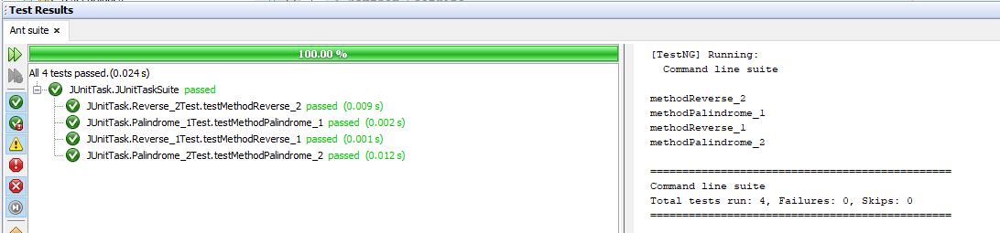 Test Results
Ant suite
100.00 %
All 4 tests passed.(0.024 s)
JUnitTask.JUnitTaskSuite passed
JUnitTask.Reverse_2Test.testMethodReverse_2 passed (0.009 s)
JUnitTask.Palindrome_1Test.testMethodPalindrome_1 passed (0.002 s)
JUnitTask.Reverse_1Test.testMethodReverse_1 passed (0.001 s)
JUnitTask.Palindrome_2Test.testMethodPalindrome_2 passed (0.012 s)
[TestNG] Running:
Command line suite
methodReverse_2
methodPalindrome_1
methodReverse_1
methodPalindrome_2
===============================================
Command line suite
Total tests run: 4, Failures: 0, Skips: 0
===============================================